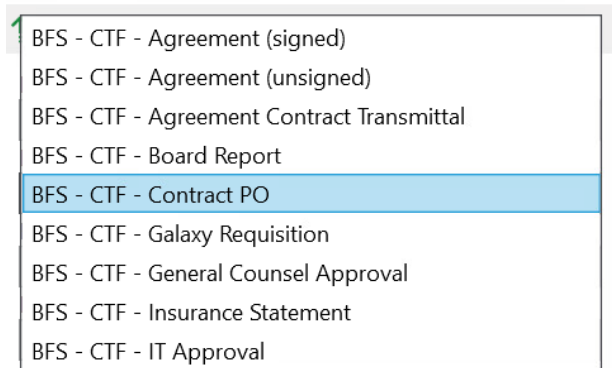 BFS - CTF - Agreement (signed)
BFS - CTF - Agreement (unsigned)
BFS - CTF - Agreement Contract Transmittal
BFS - CTF - Board Report
BFS - CTF - Contract PO
BFS - CTF - Galaxy Requisition
BFS - CTF - General Counsel Approval
BFS - CTF - Insurance Statement
BFS - CTF - IT Approval